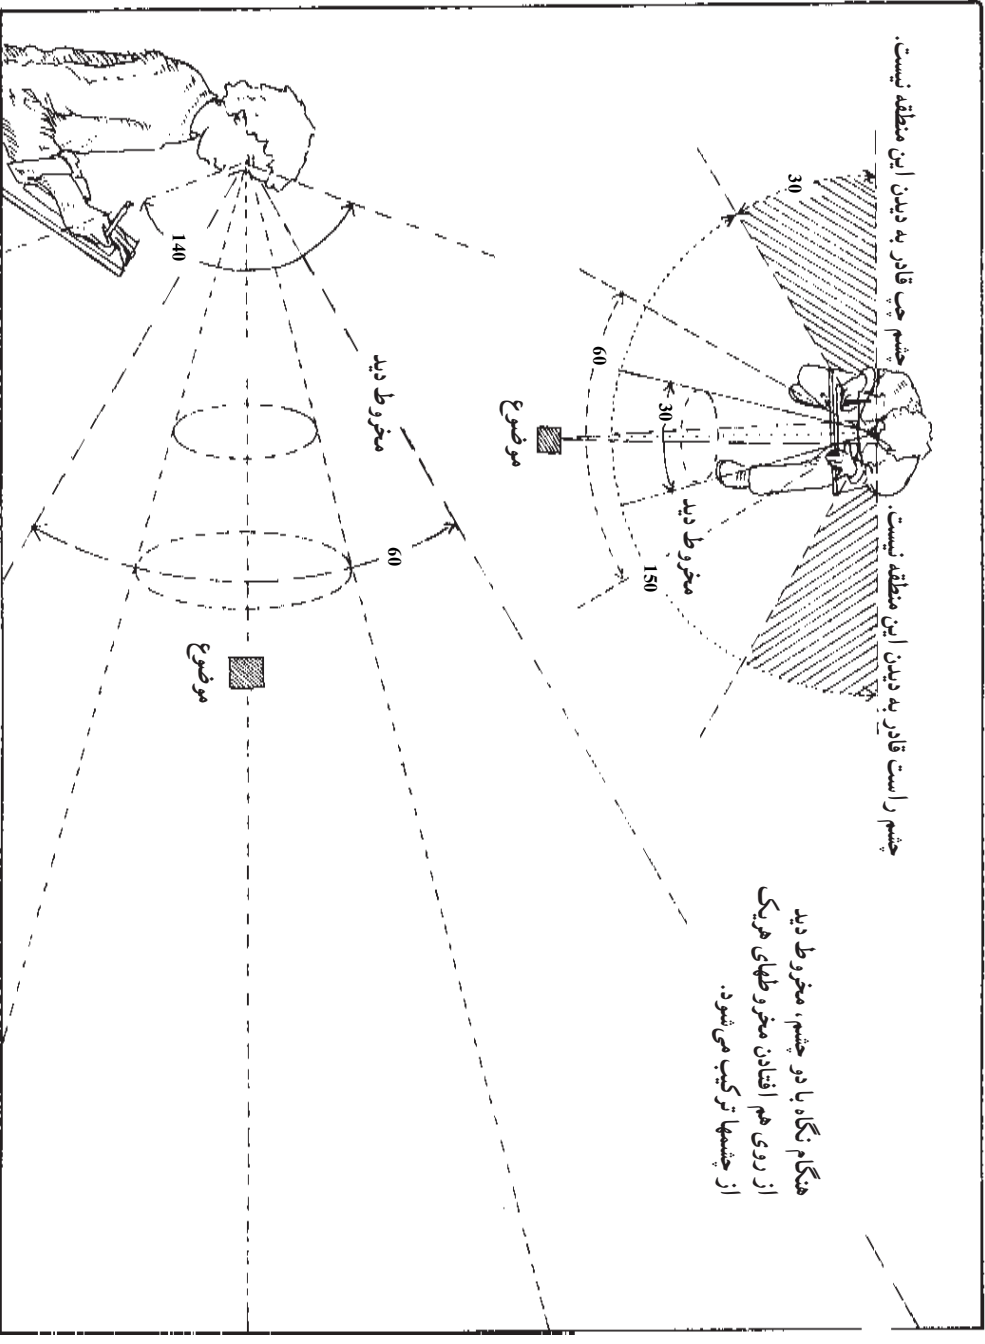 چشم چپ قادر به دیدن این منطقه نیست.
چشم راست قادر به دیدن این منطقه نیست.
30
150
30
مخروط دید
60
موضوع
هنگام نگاه با دو چشم، مخروط دید
از روی هم افتادن مخروطهای هریک
از چشمها ترکیب می‌شود.
140
مخروط دید
60
موضوع